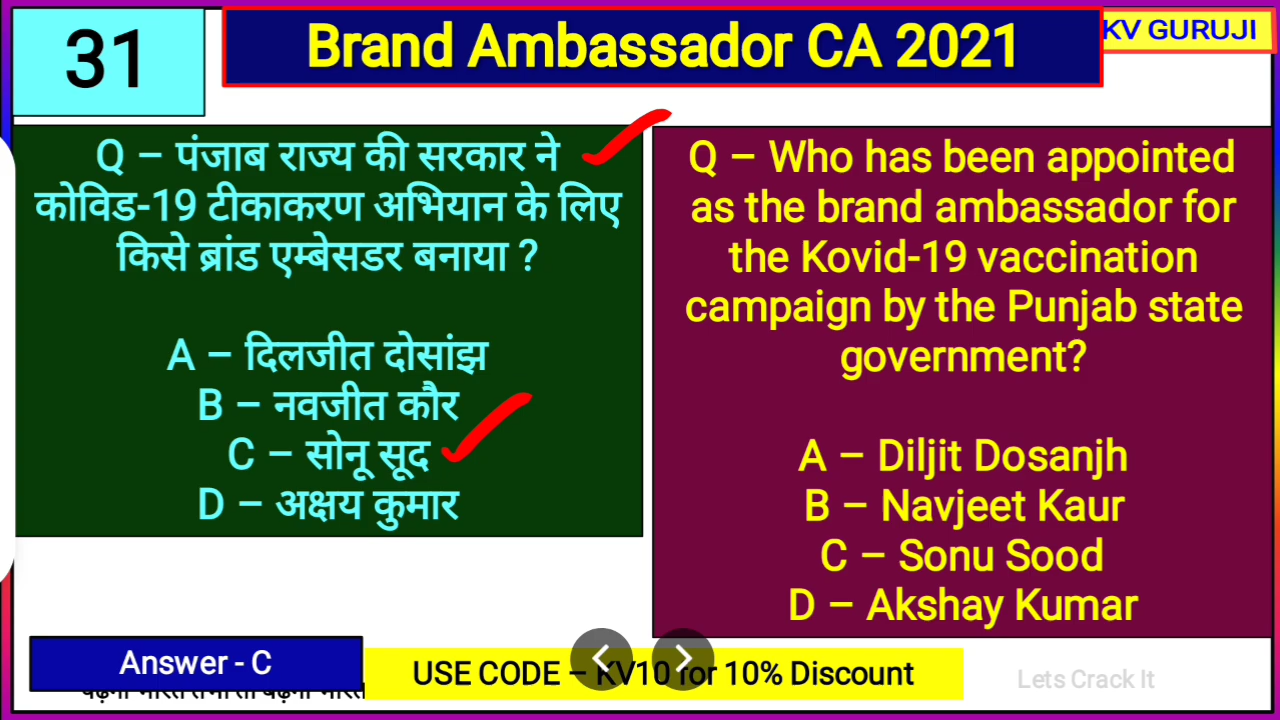 31
Brand Ambassador CA 2021
KV GURUJI
Q – पंजाब राज्य की सरकार ने
कोविड-19 टीकाकरण अभियान के लिए
किसे ब्रांड एम्बेसडर बनाया ?
A – दिलजीत दोसांझ
B – नवजीत कौर
C – सोनू सूद
D – अक्षय कुमार
Q – Who has been appointed
as the brand ambassador for
the Kovid-19 vaccination
campaign by the Punjab state
government?
A – Diljit Dosanjh
B – Navjeet Kaur
C – Sonu Sood
D – Akshay Kumar
Answer - C
USE CODE – KV10 for 10% Discount
Lets Crack It